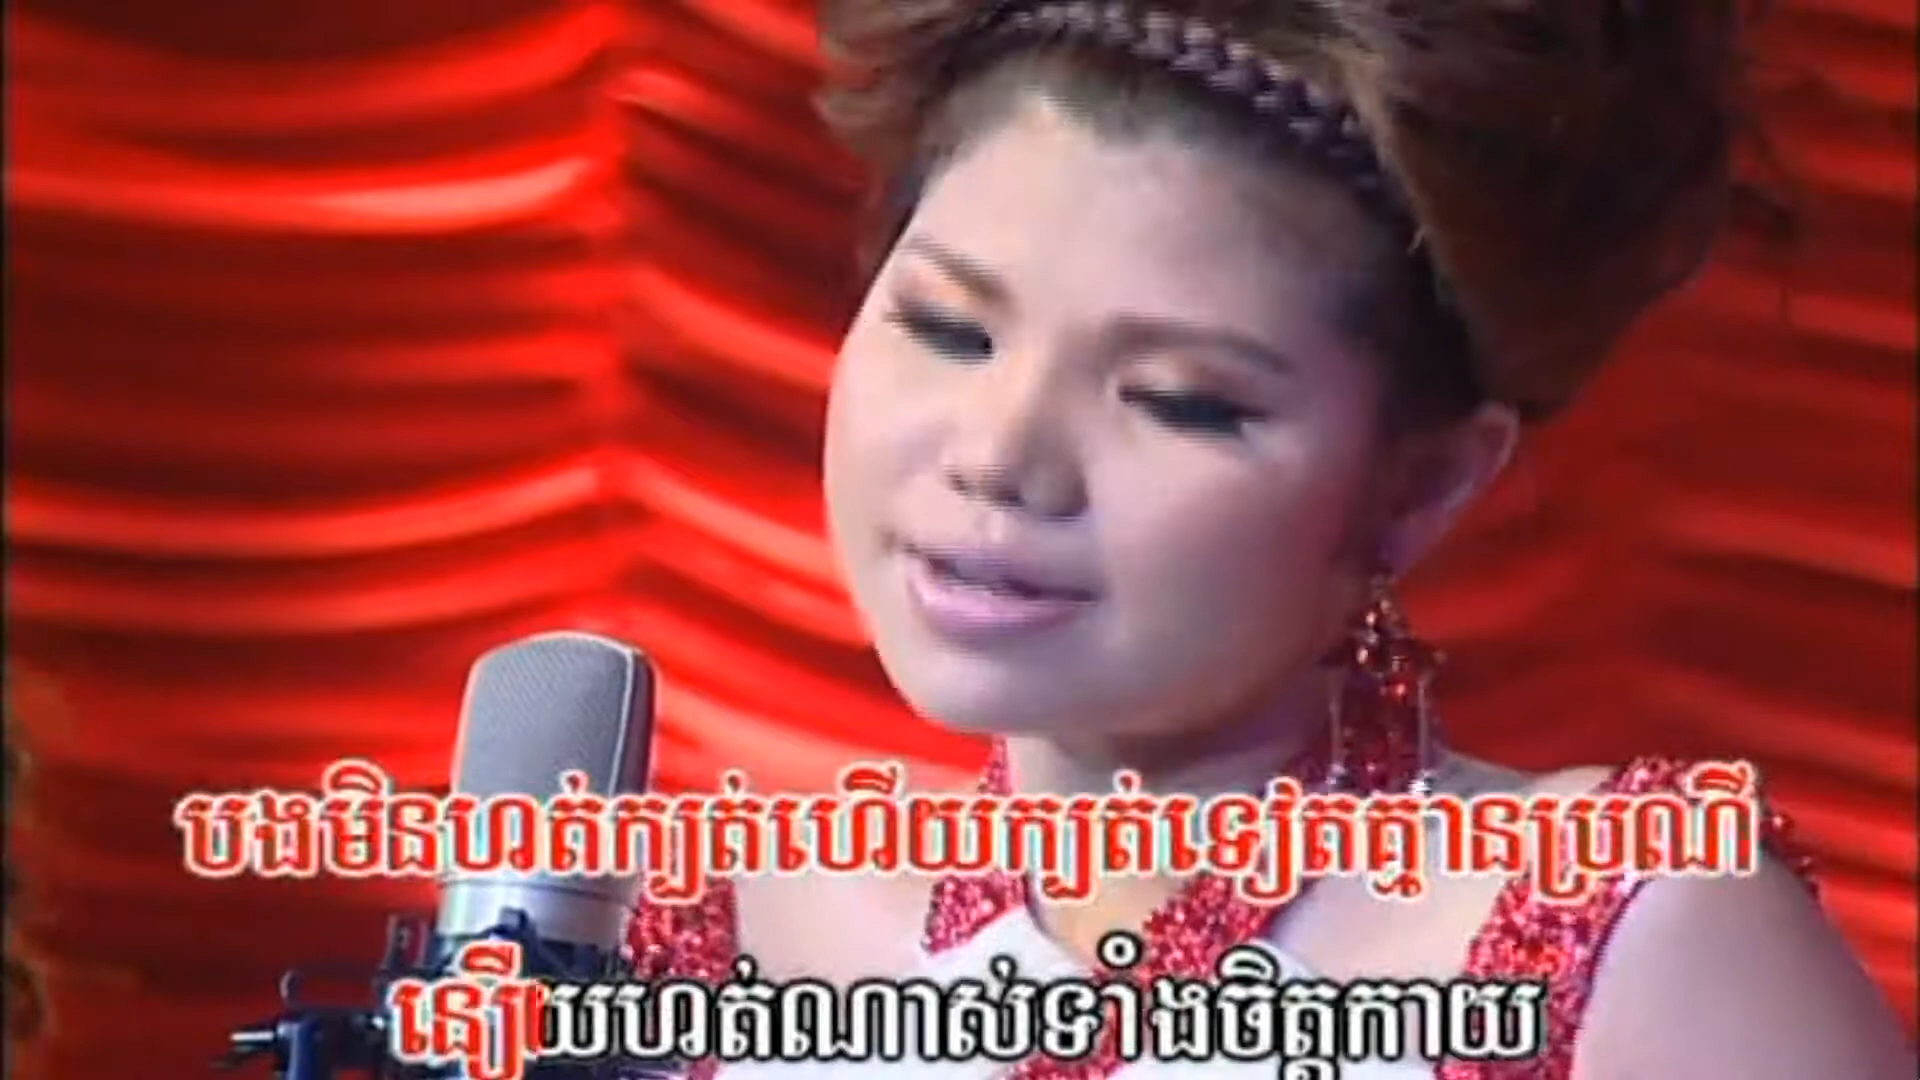 បងមិនហត់ក្បត់ហើយក្បត់ទៀតគ្មានប្រណី
នឿយហត់ណាស់ទាំងចិត្តកាយ